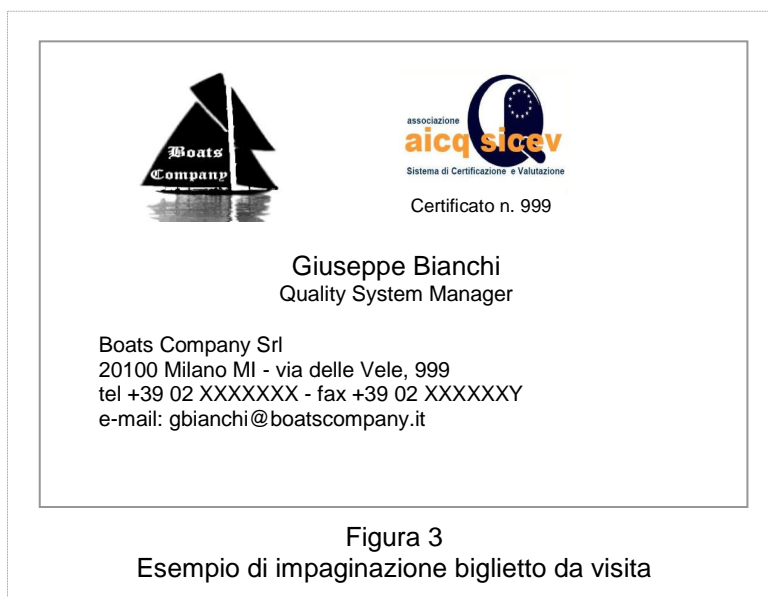 Boats
Company
associazione
aicq sicev
Sistema di Certificazione e Valutazione
Certificato n. 999
Giuseppe Bianchi
Quality System Manager
Boats Company Srl
20100 Milano MI - via delle Vele, 999
tel +39 02 XXXXXXX - fax +39 02 XXXXXXY
e-mail: gbianchi@boatscompany.it
Figura 3
Esempio di impaginazione biglietto da visita